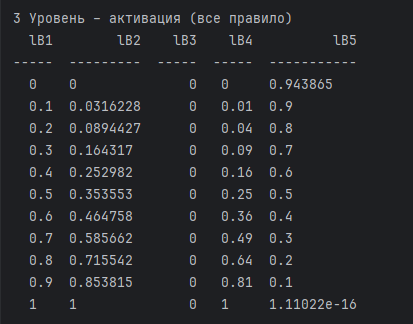 3 Уровень – активация (все правило)
lB1 lB2 lB3 lB4 lB5
----- --------- ----- ----- -----------
0 0 0 0 0.943865
0.1 0.0316228 0 0.01 0.9
0.2 0.0894427 0 0.04 0.8
0.3 0.164317 0 0.09 0.7
0.4 0.252982 0 0.16 0.6
0.5 0.353553 0 0.25 0.5
0.6 0.464758 0 0.36 0.4
0.7 0.585662 0 0.49 0.3
0.8 0.715542 0 0.64 0.2
0.9 0.853815 0 0.81 0.1
1 1 0 1 1.11022e-16